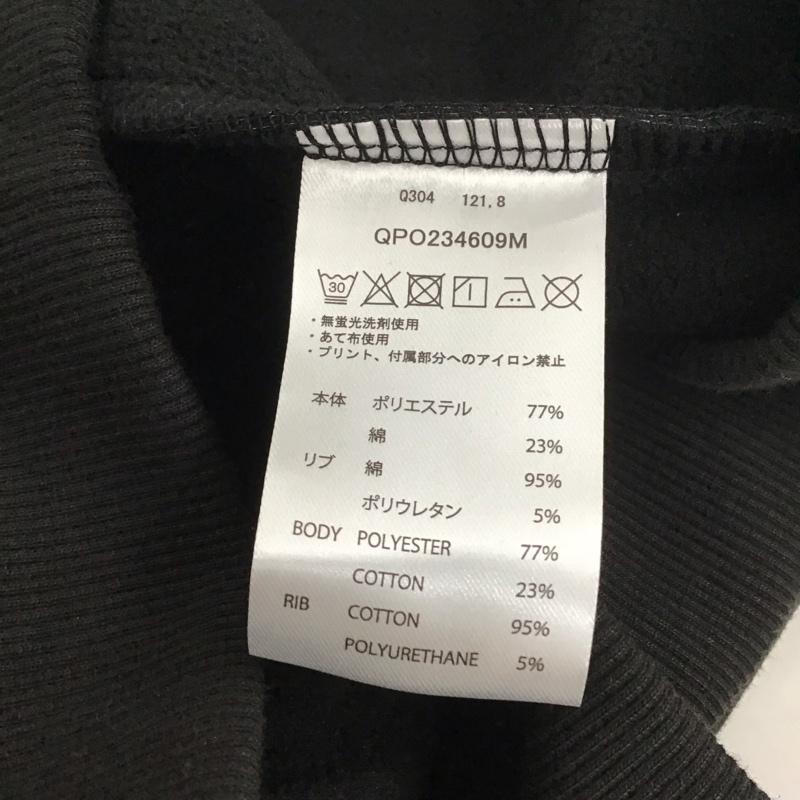 Q304 121,8
QPO234609M
30
・無蛍光洗剤使用
・あて布使用
・プリント、付属部分へのアイロン禁止
本体 ポリエステル 77%
綿 23%
リブ 綿 95%
ポリウレタン 5%
BODY POLYESTER 77%
COTTON 23%
RIB COTTON 95%
POLYURETHANE 5%